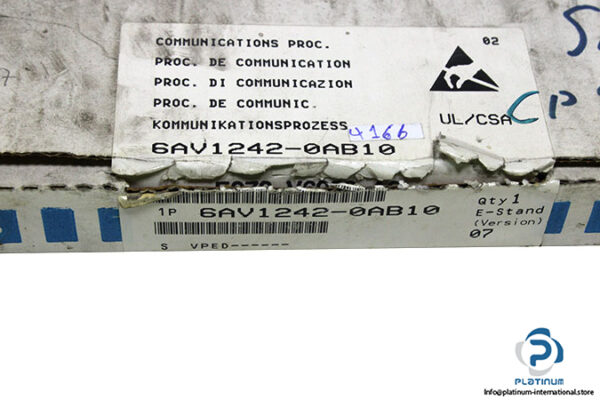 COMMUNICATIONS PROC.
02
PROC. DE COMMUNICATION
PROC. DI COMMUNICAZION
PROC. DE COMMUNIC.
KOMMUNIKATIONSPROZESS
4166
UL/CSA
CP
6AV1242-0AB10
1P 6AV1242-0AB10
Qty 1
E-Stand
(Version)
07
S VPED------
PLATINUM
Info@platinum-international.store